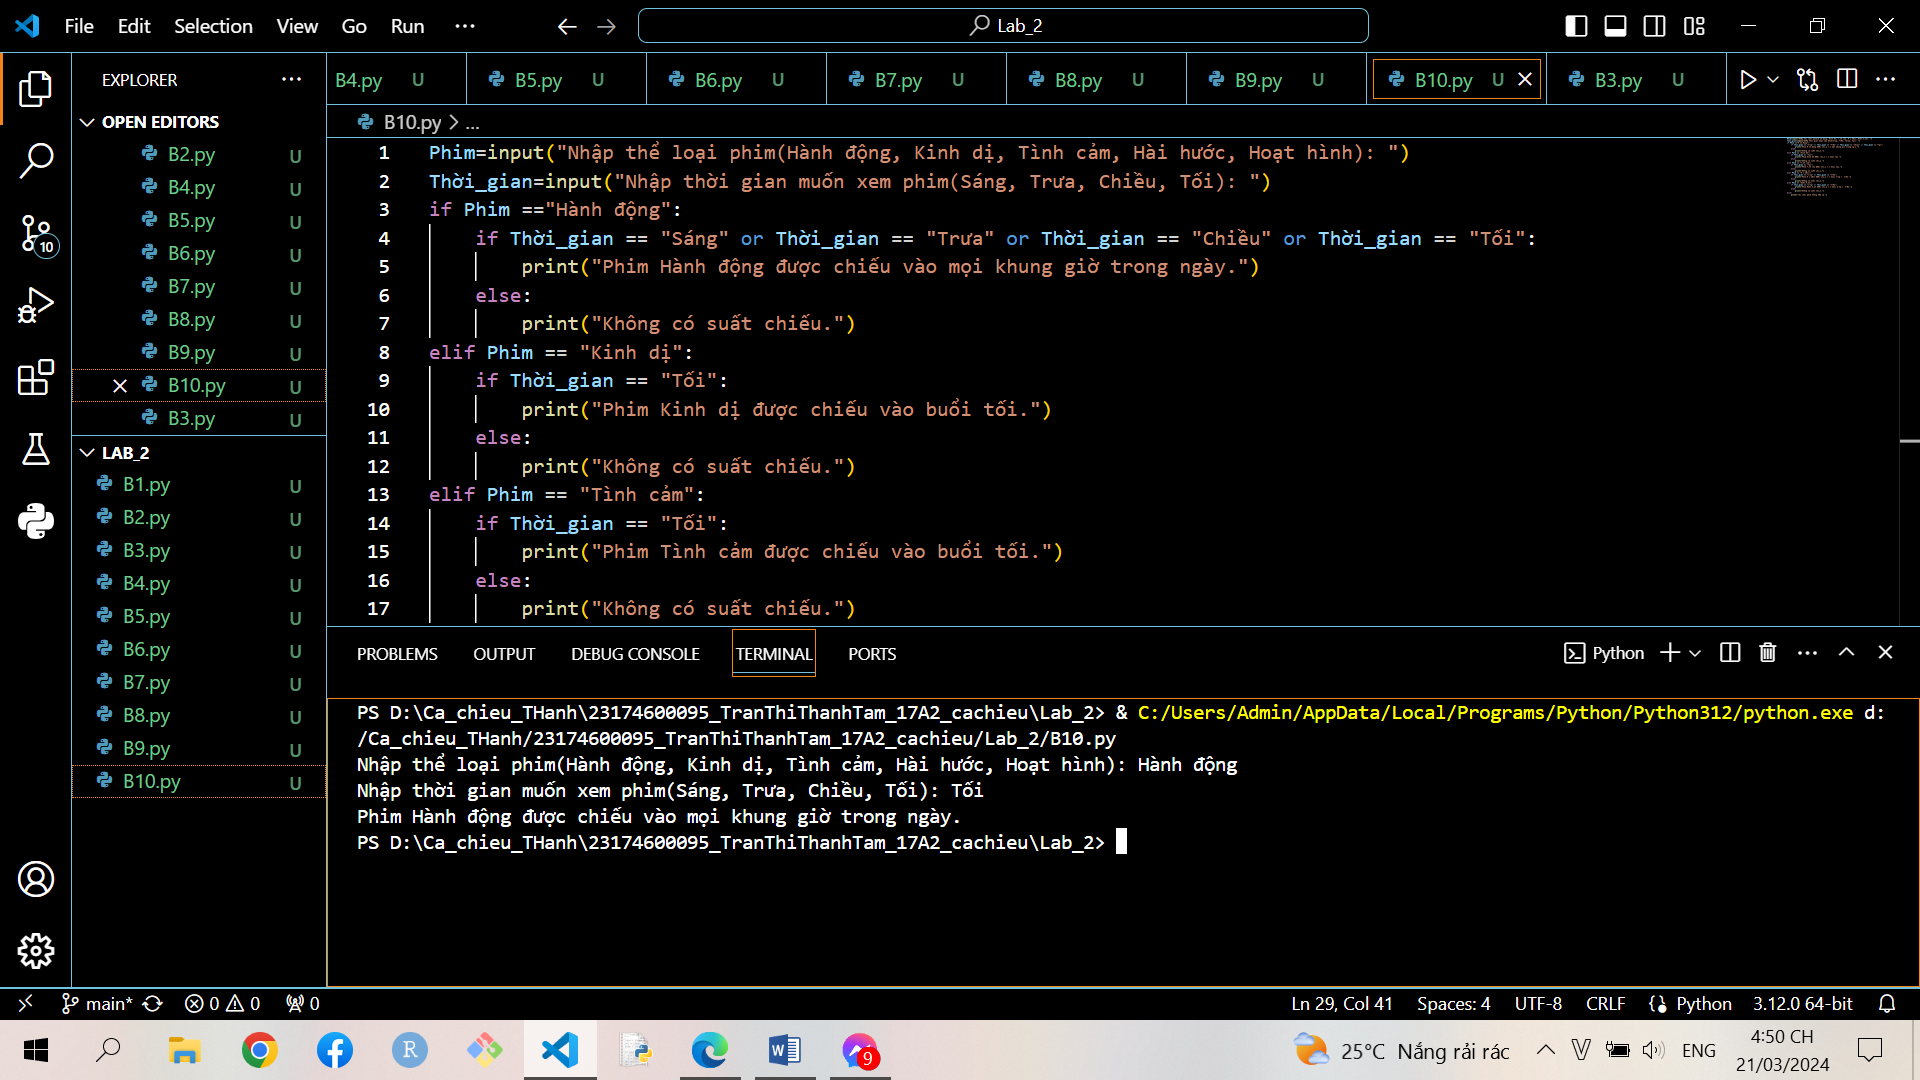 File Edit Selection View Go Run ··· Lab_2
EXPLORER
OPEN EDITORS
B2.py U
B4.py U
B5.py U
B6.py U
B7.py U
B8.py U
B9.py U
B10.py U
B3.py U
LAB_2
B1.py U
B2.py U
B3.py U
B4.py U
B5.py U
B6.py U
B7.py U
B8.py U
B9.py U
B10.py U
10
B4.py U B5.py U B6.py U B7.py U B8.py U B9.py U B10.py U B3.py U
B10.py > ...
1 Phim=input("Nhập thể loại phim(Hành động, Kinh dị, Tình cảm, Hài hước, Hoạt hình): ")
2 Thời_gian=input("Nhập thời gian muốn xem phim(Sáng, Trưa, Chiều, Tối): ")
3 if Phim =="Hành động":
4 if Thời_gian == "Sáng" or Thời_gian == "Trưa" or Thời_gian == "Chiều" or Thời_gian == "Tối":
5 print("Phim Hành động được chiếu vào mọi khung giờ trong ngày.")
6 else:
7 print("Không có suất chiếu.")
8 elif Phim == "Kinh dị":
9 if Thời_gian == "Tối":
10 print("Phim Kinh dị được chiếu vào buổi tối.")
11 else:
12 print("Không có suất chiếu.")
13 elif Phim == "Tình cảm":
14 if Thời_gian == "Tối":
15 print("Phim Tình cảm được chiếu vào buổi tối.")
16 else:
17 print("Không có suất chiếu.")
PROBLEMS OUTPUT DEBUG CONSOLE TERMINAL PORTS Python
PS D:\Ca_chieu_THanh\23174600095_TranThiThanhTam_17A2_cachieu\Lab_2> & C:/Users/Admin/AppData/Local/Programs/Python/Python312/python.exe d:
/Ca_chieu_THanh/23174600095_TranThiThanhTam_17A2_cachieu/Lab_2/B10.py
Nhập thể loại phim(Hành động, Kinh dị, Tình cảm, Hài hước, Hoạt hình): Hành động
Nhập thời gian muốn xem phim(Sáng, Trưa, Chiều, Tối): Tối
Phim Hành động được chiếu vào mọi khung giờ trong ngày.
PS D:\Ca_chieu_THanh\23174600095_TranThiThanhTam_17A2_cachieu\Lab_2>
main* 0 0 0 Ln 29, Col 41 Spaces: 4 UTF-8 CRLF Python 3.12.0 64-bit
R 9 25°C Nắng rải rác V ENG
4:50 CH
21/03/2024